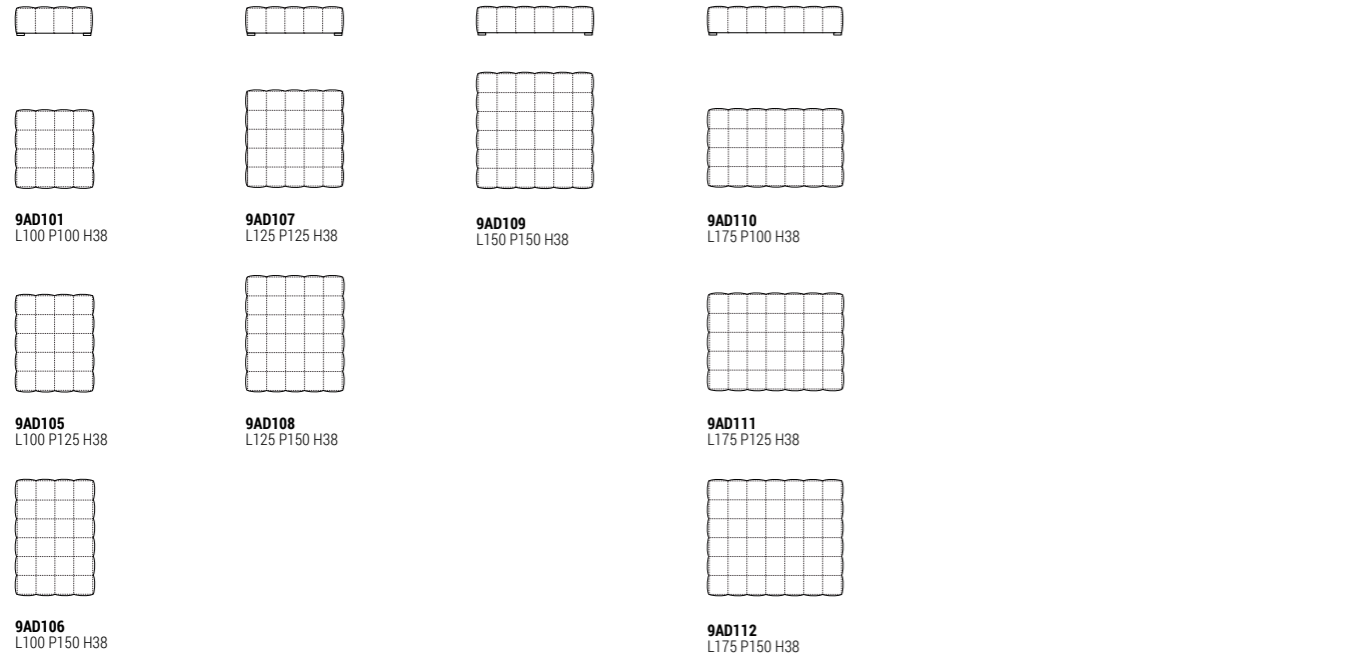 9AD101
L100 P100 H38
9AD107
L125 P125 H38
9AD109
L150 P150 H38
9AD110
L175 P100 H38
9AD105
L100 P125 H38
9AD108
L125 P150 H38
9AD111
L175 P125 H38
9AD106
L100 P150 H38
9AD112
L175 P150 H38